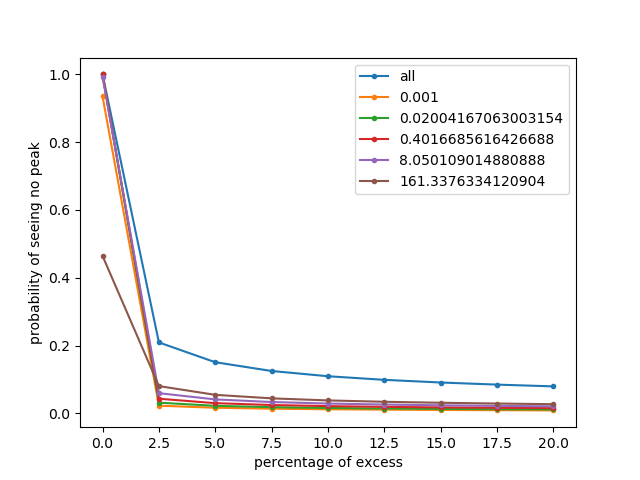 all
0.001
0.02004167063003154
0.4016685616426688
8.050109014880888
161.3376334120904
1.0
0.8
0.6
0.4
0.2
0.0
probability of seeing no peak
0.0 2.5 5.0 7.5 10.0 12.5 15.0 17.5 20.0
percentage of excess